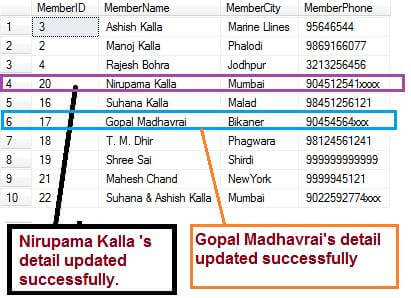 MemberID MemberName MemberCity MemberPhone
1 3 Ashish Kalla Marine Llines 95646544
2 2 Manoj Kalla Phalodi 9869166077
3 4 Rajesh Bohra Jodhpur 3213256456
4 20 Nirupama Kalla Mumbai 904512541xxxx
5 16 Suhana Kalla Malad 98451256121
6 17 Gopal Madhavrai Bikaner 90454564xxx
7 18 T. M. Dhir Phagwara 98124561241
8 19 Shree Sai Shirdi 999999999999
9 21 Mahesh Chand NewYork 9999945121
10 22 Suhana & Ashish Kalla Mumbai 9022592774xxx
Nirupama Kalla 's
detail updated
successfully.
Gopal Madhavrai's detail
updated successfully